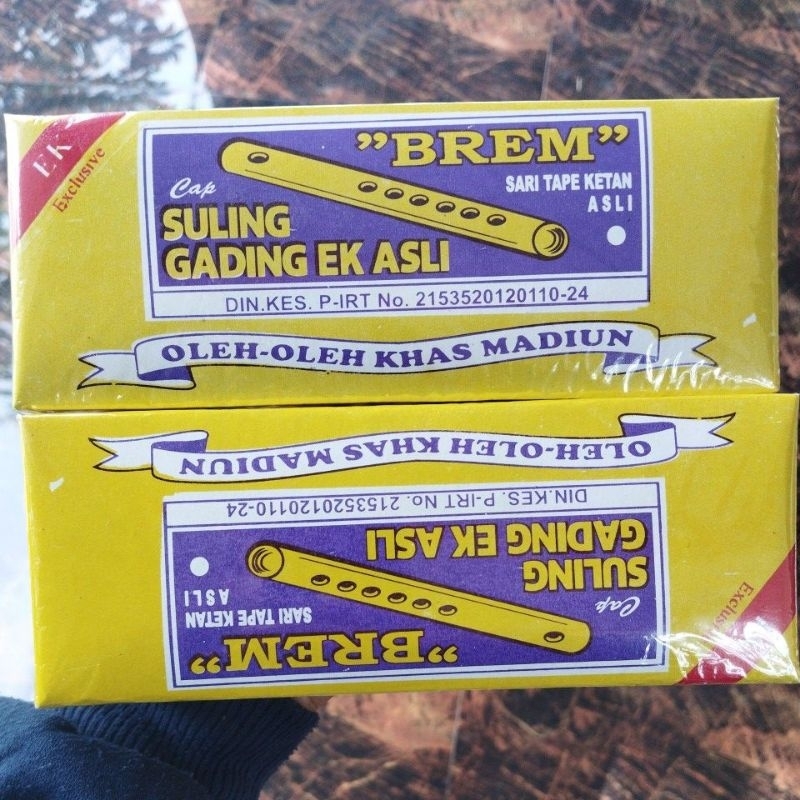 EK
Exclusive
”BREM”
Cap
SARI TAPE KETAN
ASLI
SULING
GADING EK ASLI
DIN.KES. P-IRT No. 2153520120110-24
OLEH-OLEH KHAS MADIUN
OLEH-OLEH KHAS MADIUN
DIN.KES. P-IRT No. 2153520120110-24
SULING
GADING EK ASLI
Cap
SARI TAPE KETAN
ASLI
”BREM”
Exclusive